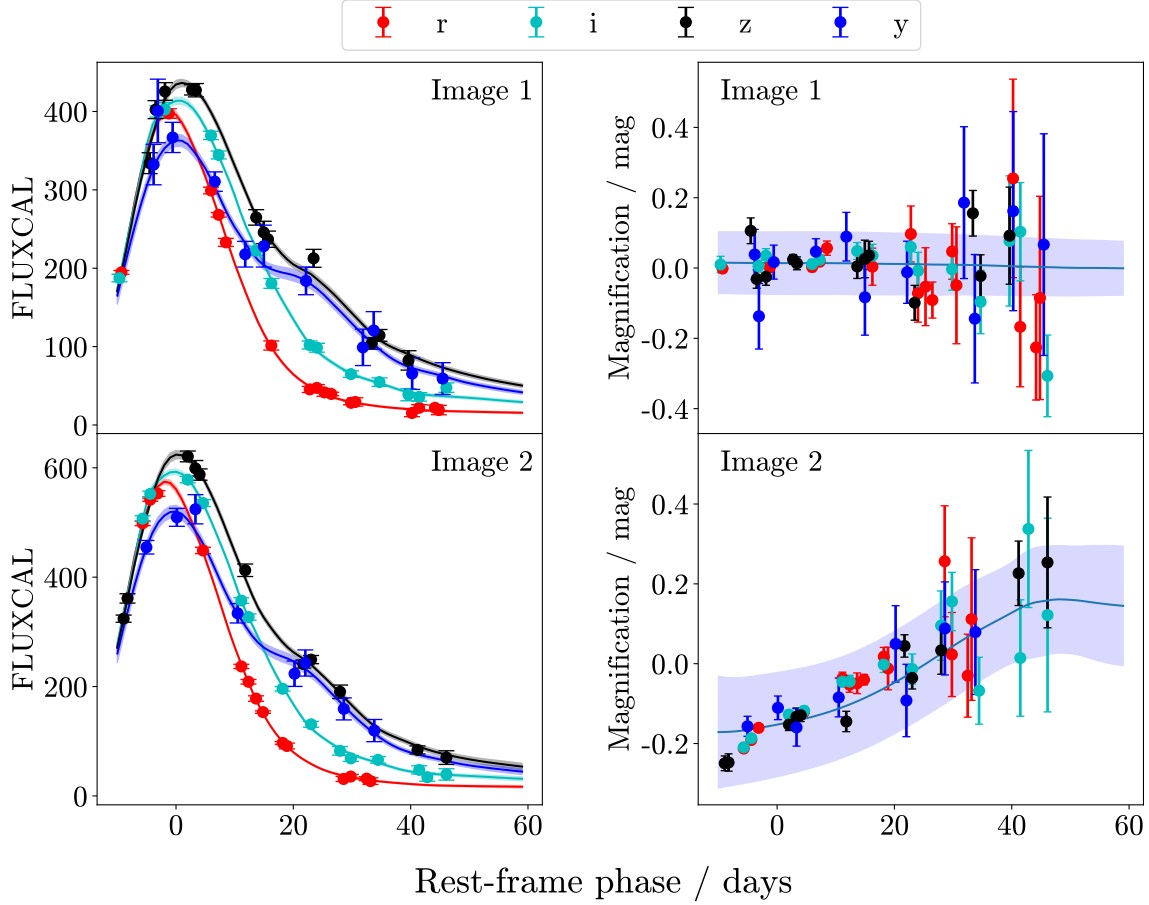 r i z y
Image 1
FLUXCAL
400
300
200
100
0
Image 1
Magnification / mag
0.4
0.2
0.0
-0.2
-0.4
Image 2
FLUXCAL
600
400
200
0
0 20 40 60
Image 2
Magnification / mag
0.4
0.2
0.0
-0.2
0 20 40 60
Rest-frame phase / days